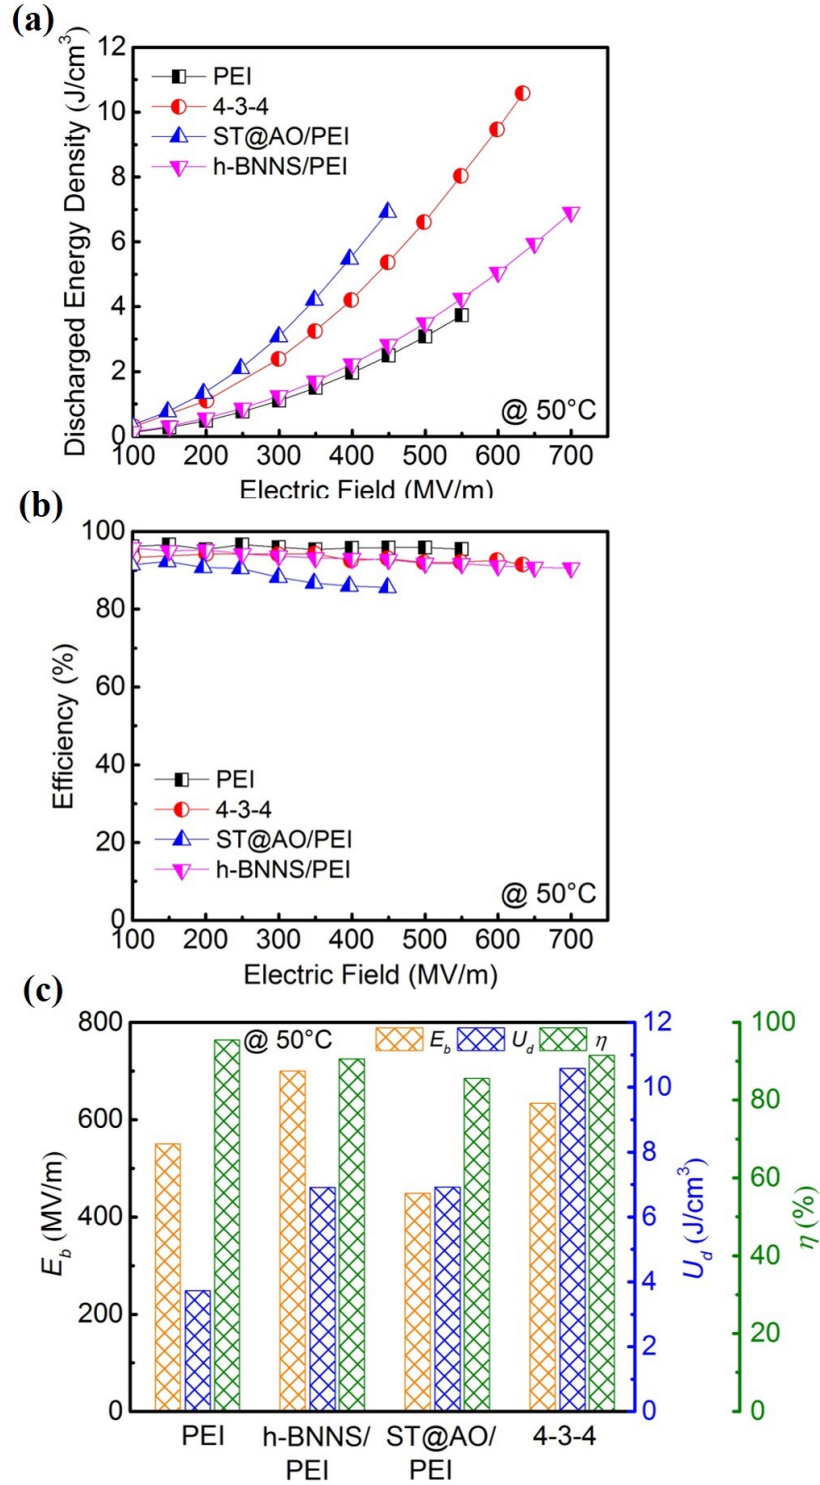 (a)
Discharged Energy Density (J/cm³)
12
10
8
6
4
2
0
PEI
4-3-4
ST@AO/PEI
h-BNNS/PEI
@ 50°C
100 200 300 400 500 600 700
Electric Field (MV/m)
(b)
Efficiency (%)
100
80
60
40
20
0
PEI
4-3-4
ST@AO/PEI
h-BNNS/PEI
@ 50°C
100 200 300 400 500 600 700
Electric Field (MV/m)
(c)
E_b (MV/m)
800
600
400
200
0
@ 50°C
E_b U_d η
12
10
8
6
4
2
0
U_d (J/cm³)
100
80
60
40
20
0
η (%)
PEI h-BNNS/ ST@AO/ 4-3-4
PEI PEI